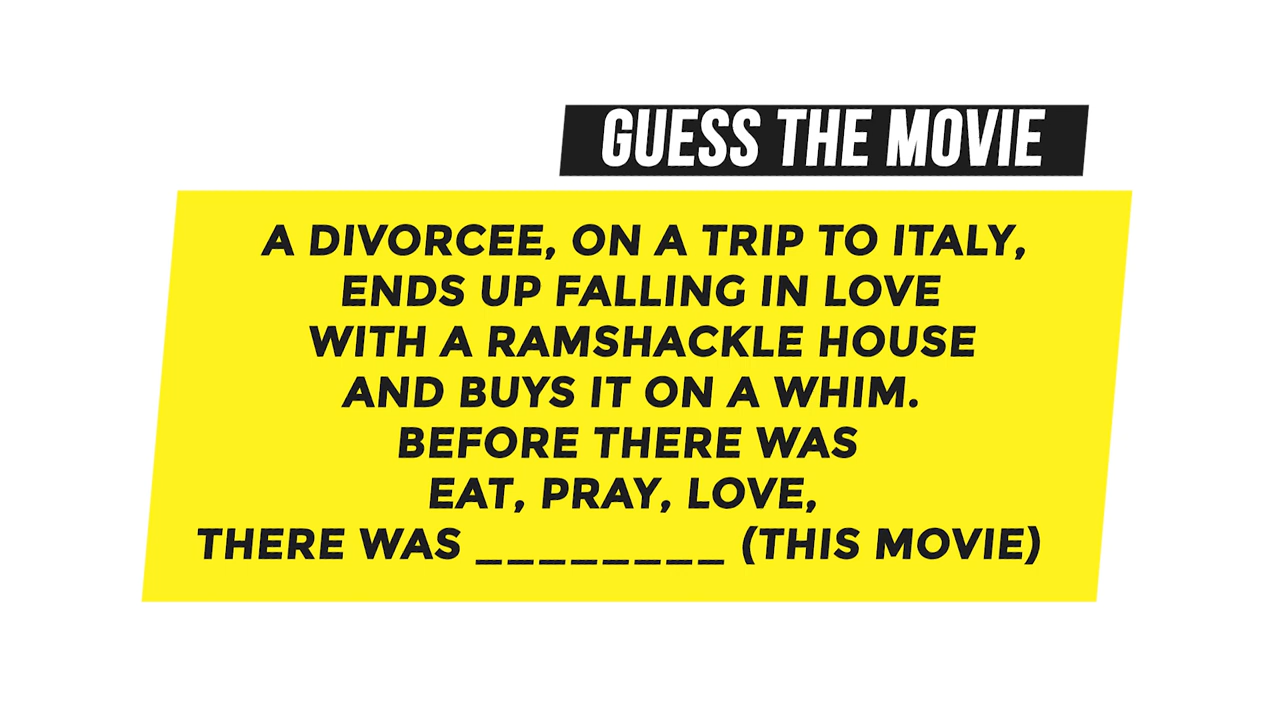 GUESS THE MOVIE
A DIVORCEE, ON A TRIP TO ITALY,
ENDS UP FALLING IN LOVE
WITH A RAMSHACKLE HOUSE
AND BUYS IT ON A WHIM.
BEFORE THERE WAS
EAT, PRAY, LOVE,
THERE WAS ________ (THIS MOVIE)